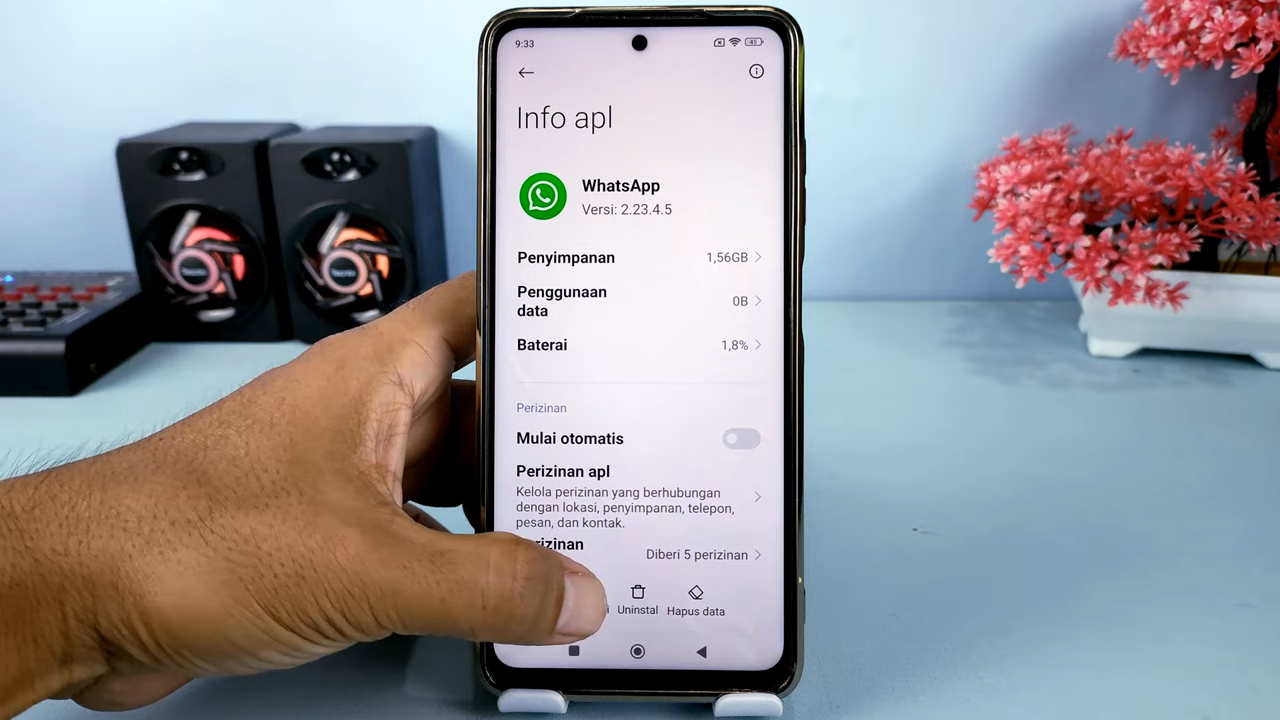 9:33
45
Info apl
WhatsApp
Versi: 2.23.4.5
Penyimpanan 1,56GB
Penggunaan
data 0B
Baterai 1,8%
Perizinan
Mulai otomatis
Perizinan apl
Kelola perizinan yang berhubungan
dengan lokasi, penyimpanan, telepon,
pesan, dan kontak.
rizinan
Diberi 5 perizinan
i Uninstal Hapus data